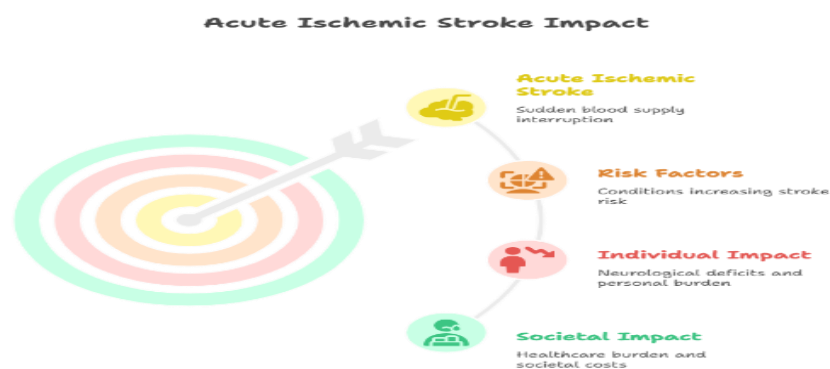 Acute Ischemic Stroke Impact
Acute Ischemic
Stroke
Sudden blood supply
interruption
Risk Factors
Conditions increasing stroke
risk
Individual Impact
Neurological deficits and
personal burden
Societal Impact
Healthcare burden and
societal costs